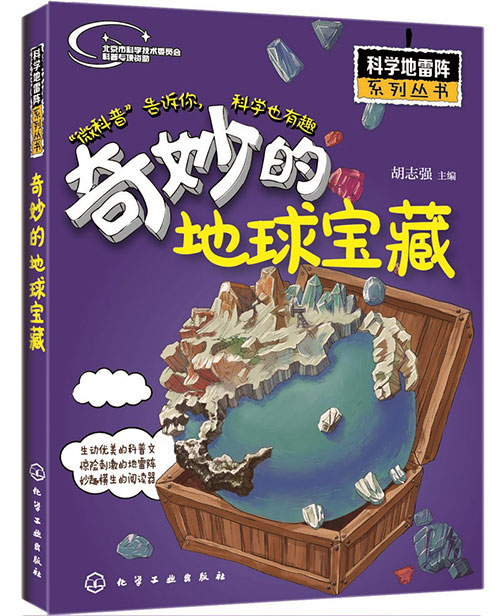 北京市科学技术委员会
科普专项资助
科学地雷阵
系列丛书
“微科普”告诉你，科学也有趣
奇妙的
地球宝藏
胡志强 主编
生动优美的科普文
惊险刺激的地雷阵
妙趣横生的阅读器
化学工业出版社
科学地雷阵
系列丛书
奇妙的地球宝藏
化学工业出版社